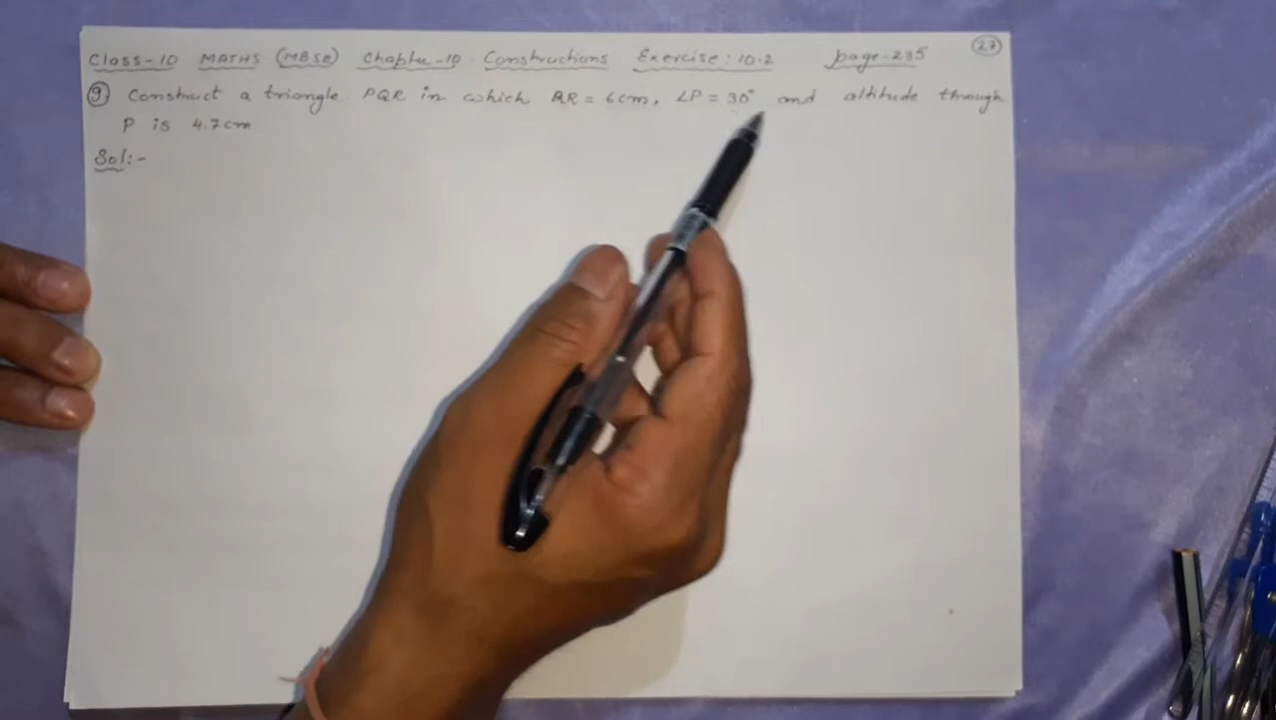 27
Class-10 MATHS (MBSE) Chapter-10 Constructions Exercise: 10.2 page-235
9 Construct a triangle PQR in which QR = 6cm, ∠P = 30° and altitude through
P is 4.7cm
Sol:-